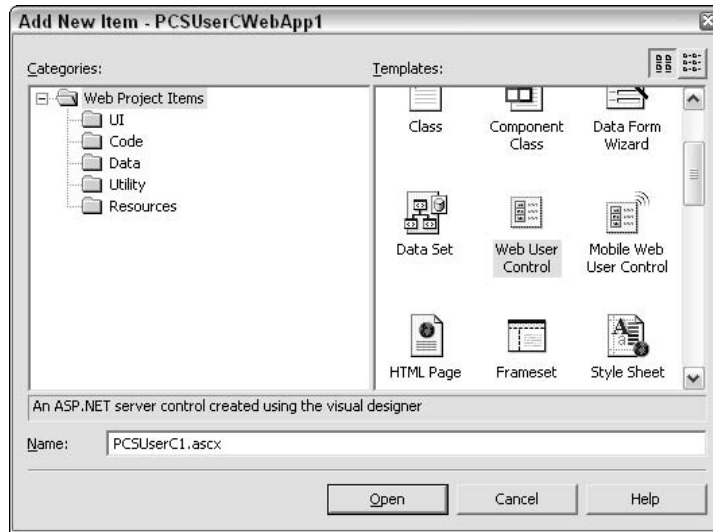 Add New Item - PCSUserCWebApp1
Categories:
Templates:
Web Project Items
UI
Code
Data
Utility
Resources
Class
Component
Class
Data Form
Wizard
Data Set
Web User
Control
Mobile Web
User Control
HTML Page
Frameset
Style Sheet
An ASP.NET server control created using the visual designer
Name:
PCSUserC1.ascx
Open
Cancel
Help